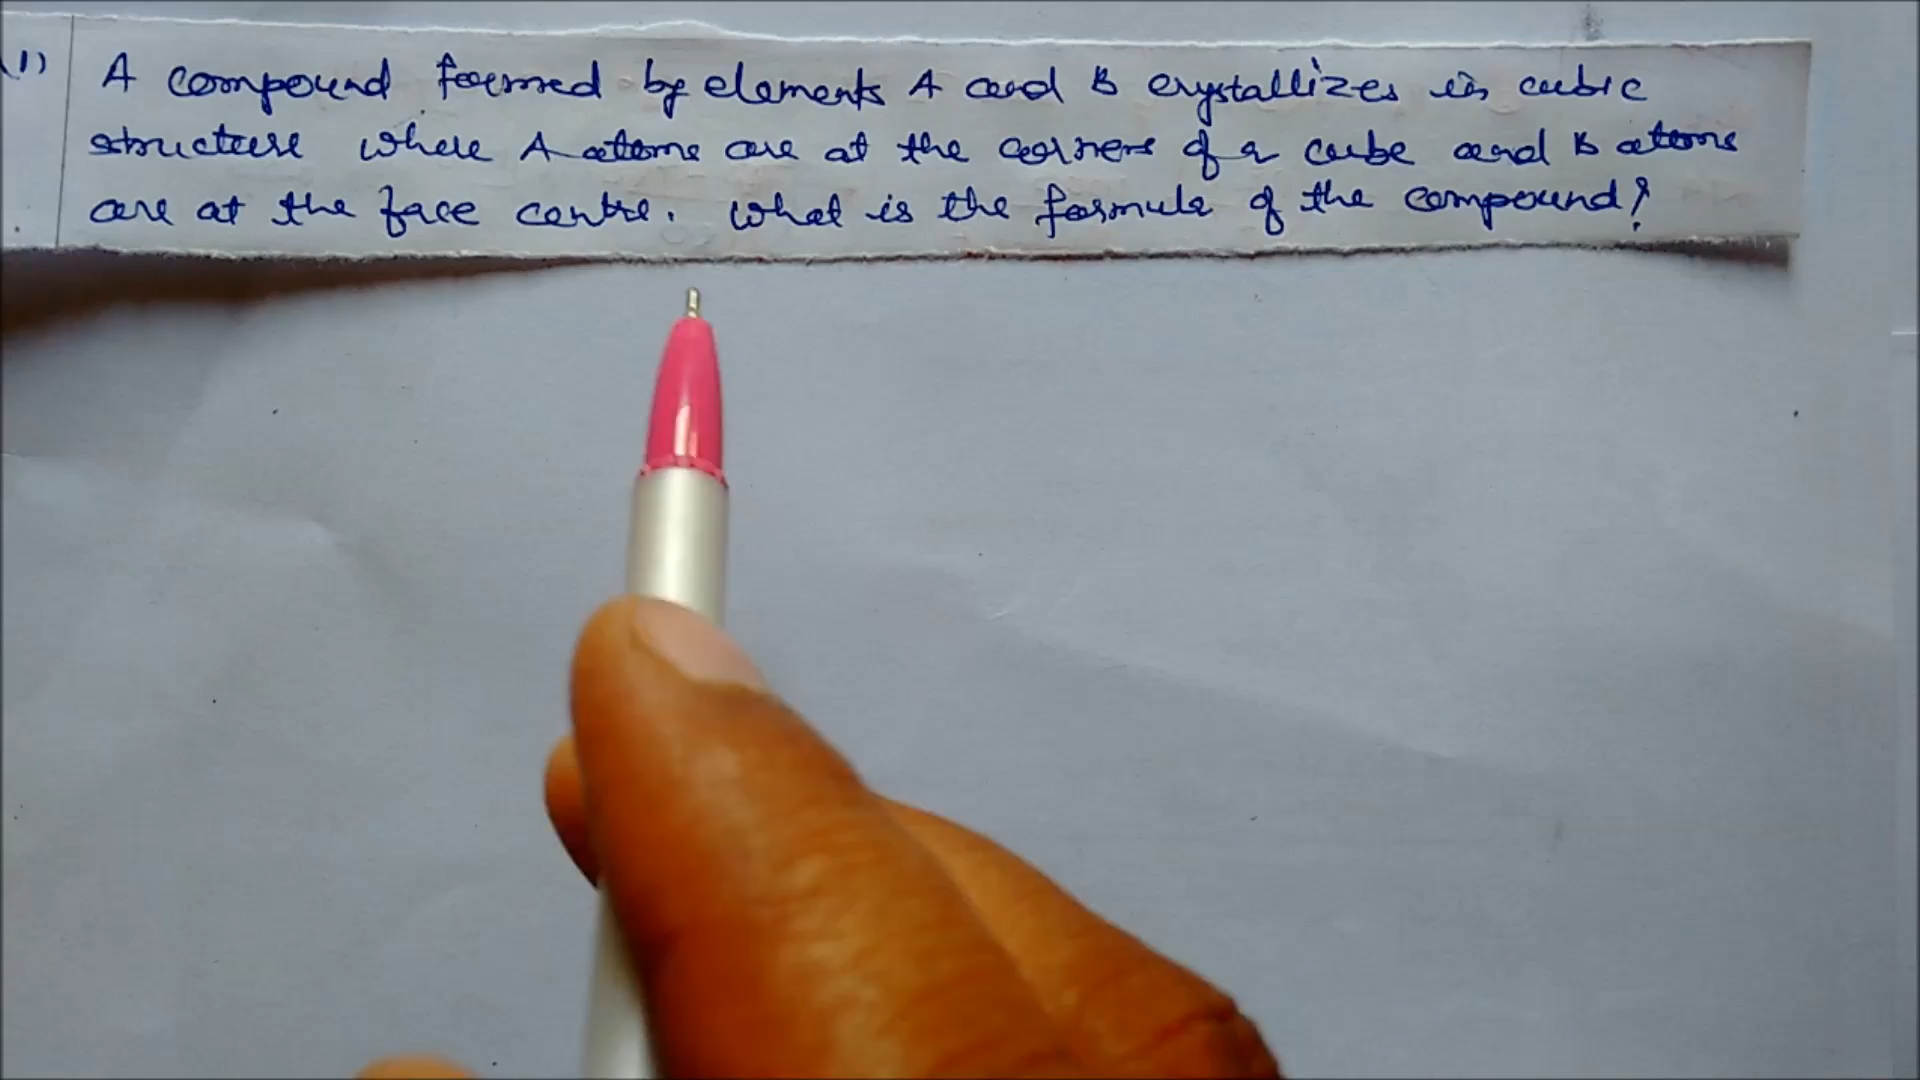 (1) A compound formed by elements A and B crystallizes in cubic
structure where A atoms are at the corners of a cube and B atoms
are at the face centre. What is the formula of the compound?